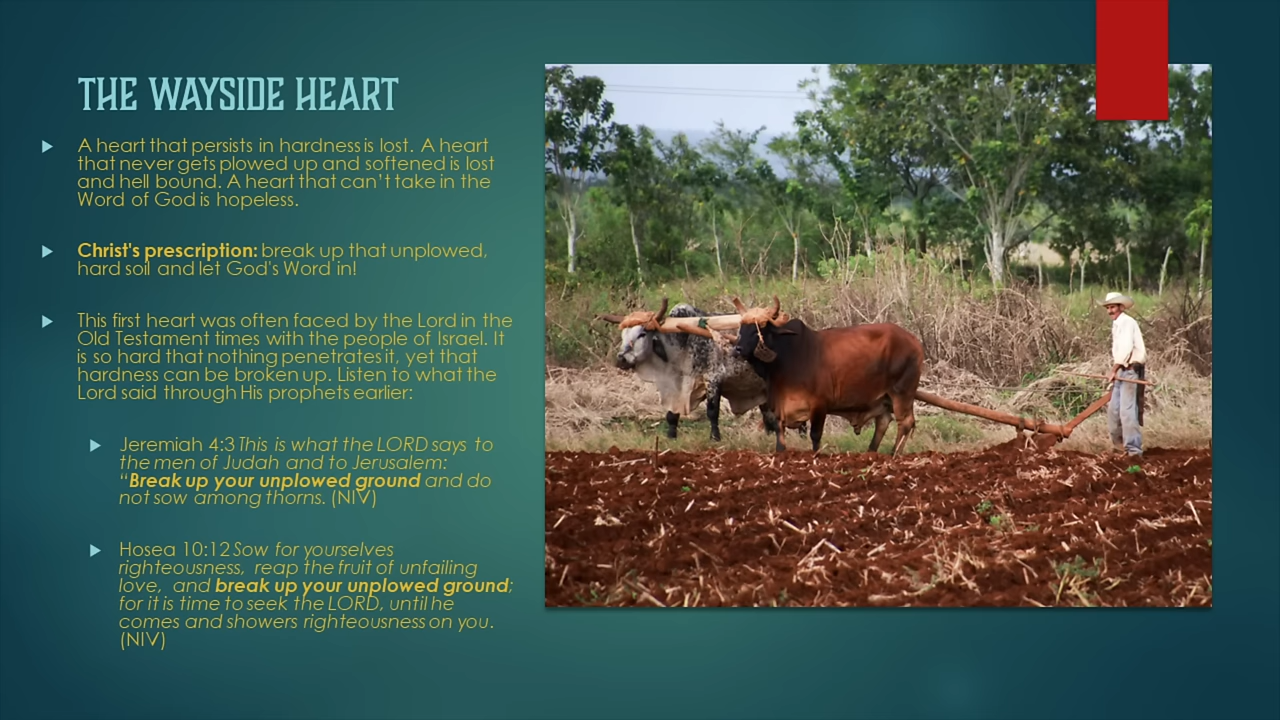 THE WAYSIDE HEART
A heart that persists in hardness is lost. A heart
that never gets plowed up and softened is lost
and hell bound. A heart that can't take in the
Word of God is hopeless.
Christ's prescription: break up that unplowed,
hard soil and let God's Word in!
This first heart was often faced by the Lord in the
Old Testament times with the people of Israel. It
is so hard that nothing penetrates it, yet that
hardness can be broken up. Listen to what the
Lord said through His prophets earlier:
Jeremiah 4:3 This is what the LORD says to
the men of Judah and to Jerusalem:
“Break up your unplowed ground and do
not sow among thorns. (NIV)
Hosea 10:12 Sow for yourselves
righteousness, reap the fruit of unfailing
love, and break up your unplowed ground;
for it is time to seek the LORD, until he
comes and showers righteousness on you.
(NIV)